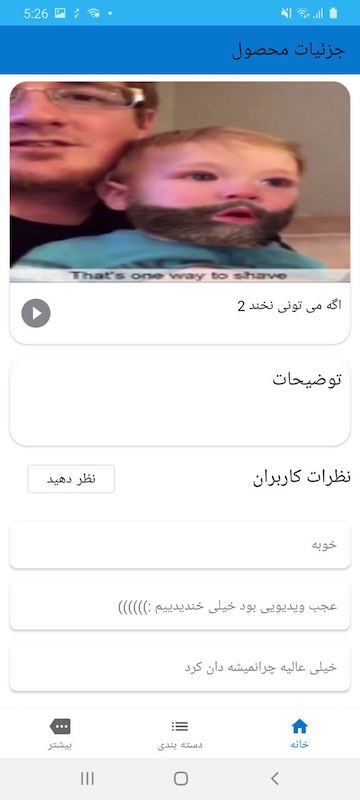 5:26
جزئیات محصول
That's one way to shave
اگه می تونی نخند 2
توضیحات
نظرات کاربران
نظر دهید
خوبه
عجب ویدیویی بود خیلی خندیدییم :))))))
خیلی عالیه چرانمیشه دان کرد
خانه
دسته بندی
بیشتر